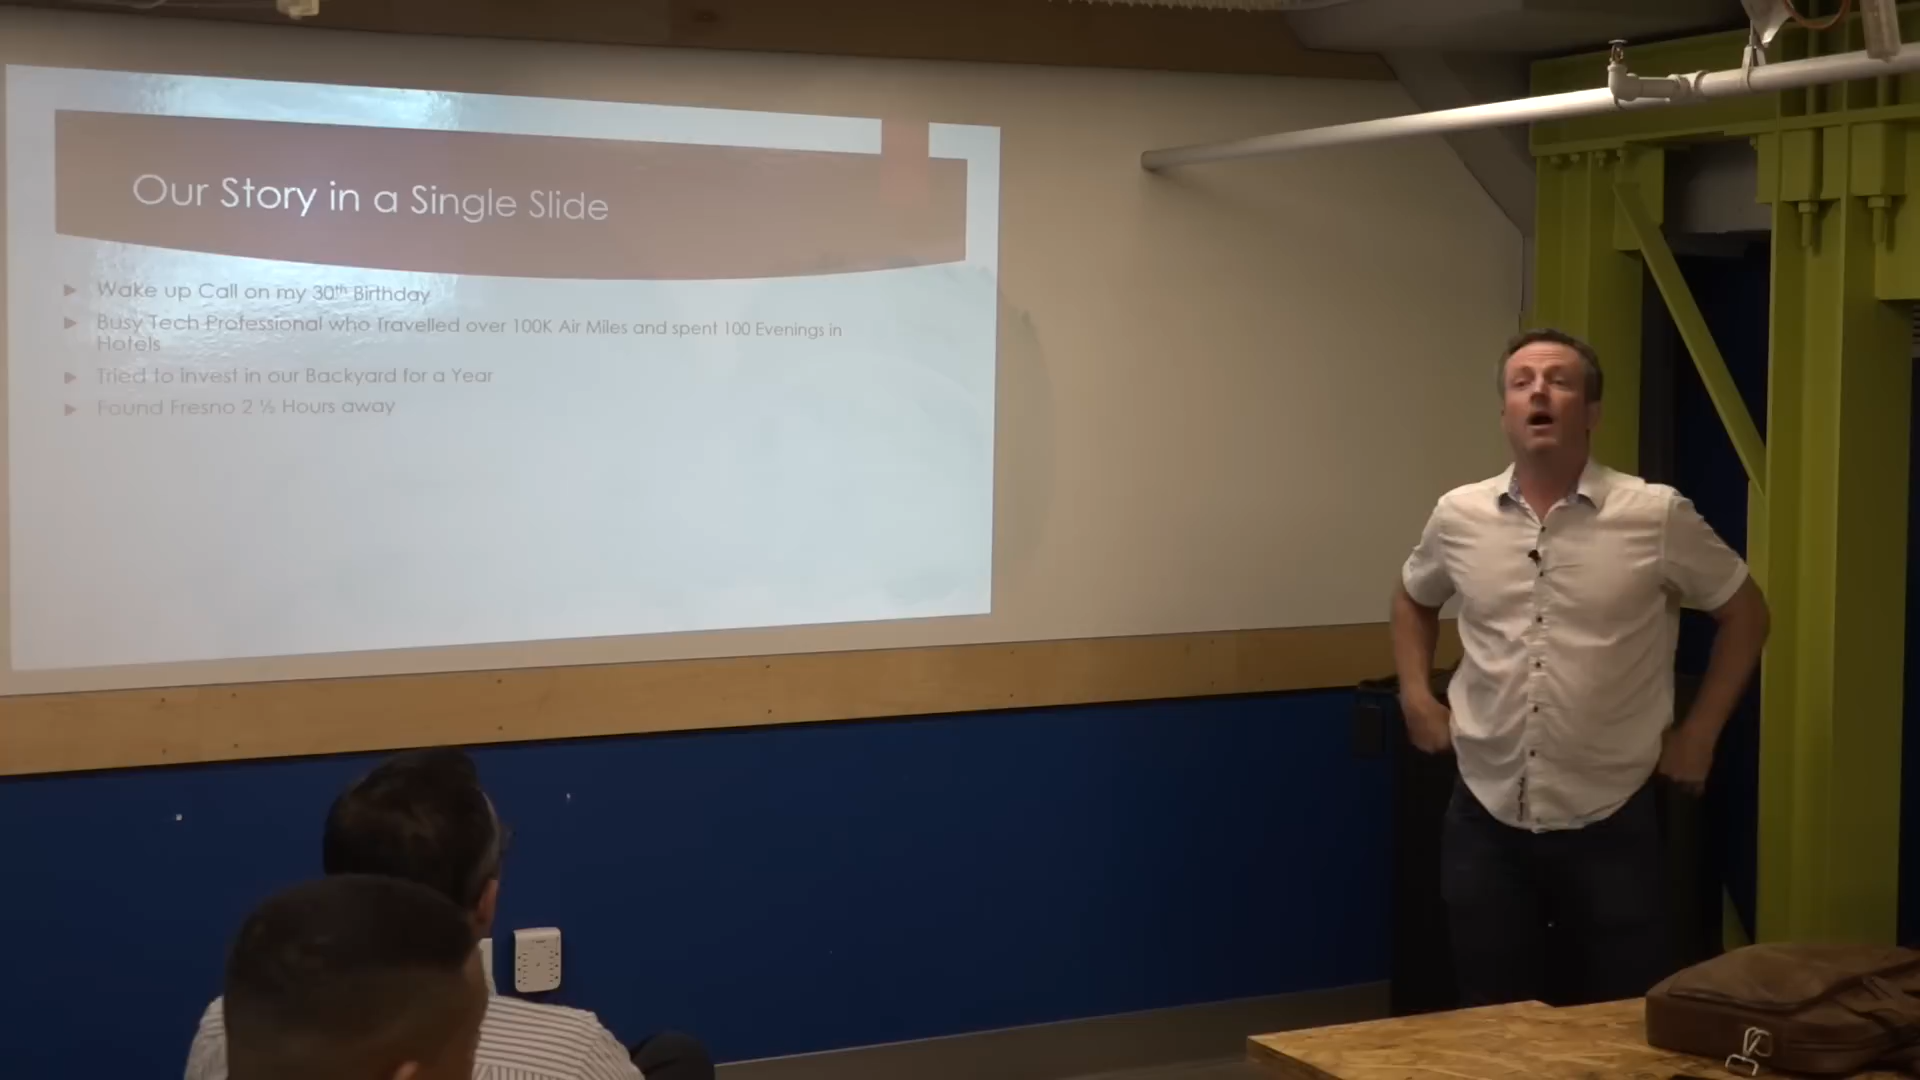 Our Story in a Single Slide
Wake up Call on my 30th Birthday
Busy Tech Professional who Travelled over 100K Air Miles and spent 100 Evenings in
Hotels
Tried to invest in our Backyard for a Year
Found Fresno 2 ½ Hours away